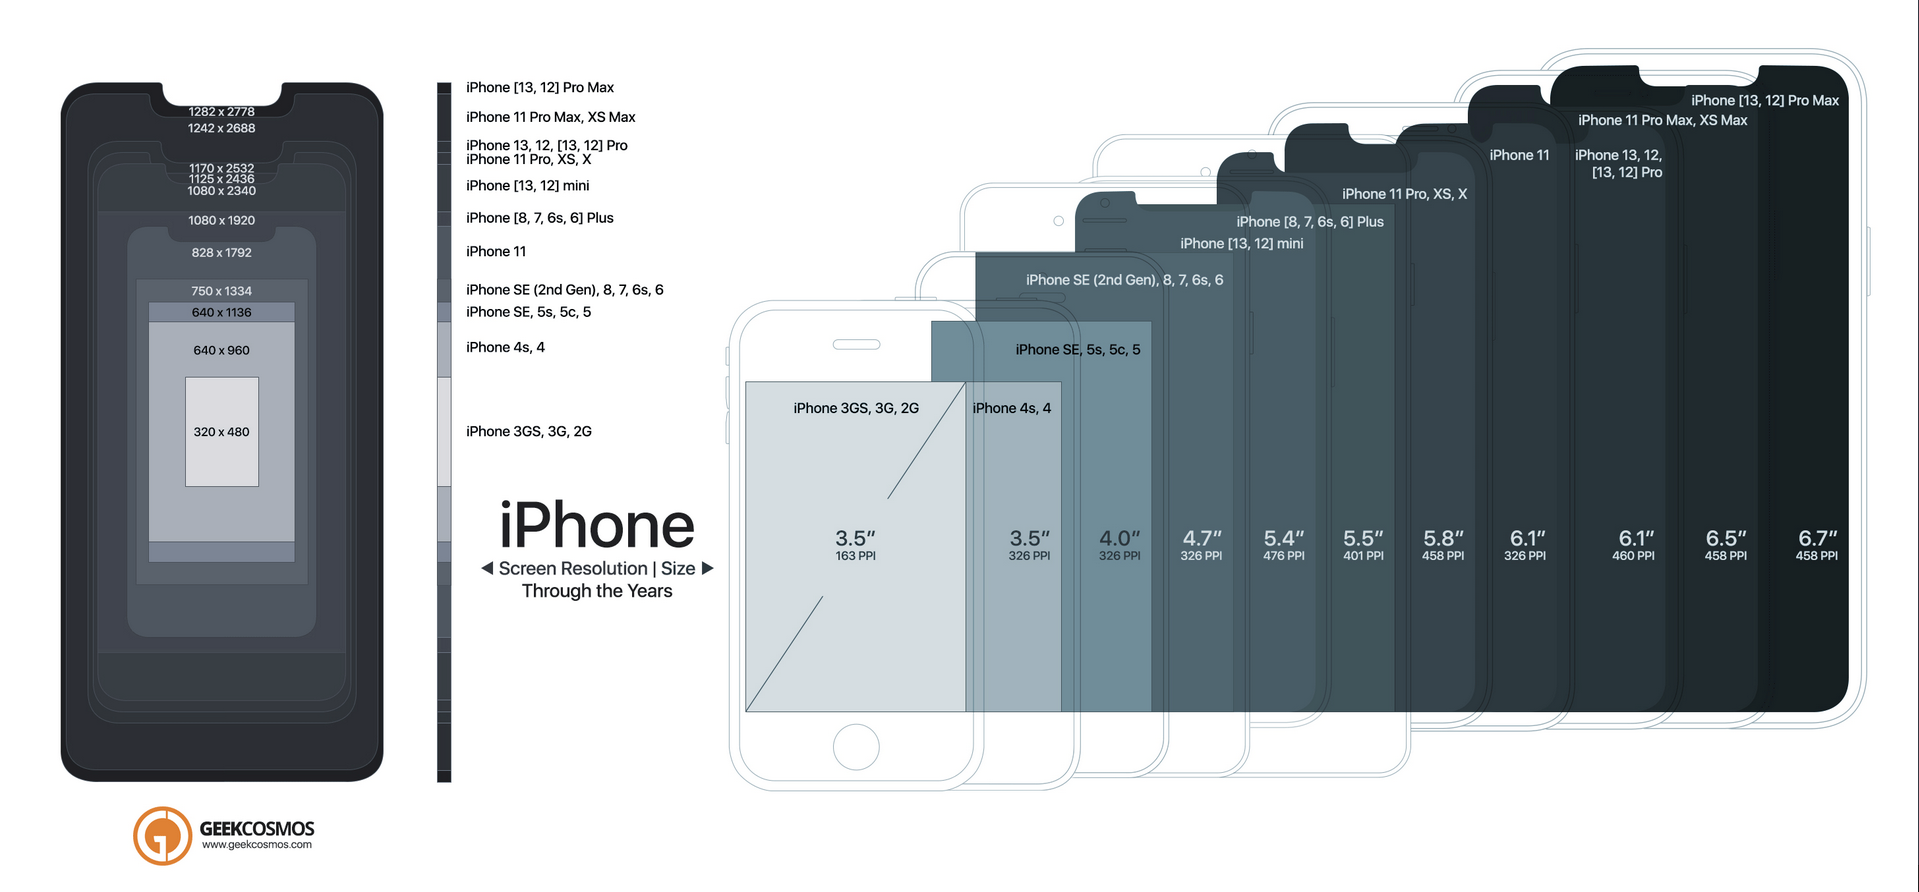 1282 x 2778
1242 x 2688
1170 x 2532
1125 x 2436
1080 x 2340
1080 x 1920
828 x 1792
750 x 1334
640 x 1136
640 x 960
320 x 480
iPhone [13, 12] Pro Max
iPhone 11 Pro Max, XS Max
iPhone 13, 12, [13, 12] Pro
iPhone 11 Pro, XS, X
iPhone [13, 12] mini
iPhone [8, 7, 6s, 6] Plus
iPhone 11
iPhone SE (2nd Gen), 8, 7, 6s, 6
iPhone SE, 5s, 5c, 5
iPhone 4s, 4
iPhone 3GS, 3G, 2G
iPhone
◀ Screen Resolution | Size ▶
Through the Years
iPhone 3GS, 3G, 2G
3.5”
163 PPI
iPhone 4s, 4
3.5”
326 PPI
iPhone SE, 5s, 5c, 5
4.0”
326 PPI
iPhone SE (2nd Gen), 8, 7, 6s, 6
4.7”
326 PPI
iPhone [13, 12] mini
5.4”
476 PPI
iPhone [8, 7, 6s, 6] Plus
5.5”
401 PPI
iPhone 11 Pro, XS, X
5.8”
458 PPI
iPhone 11
6.1”
326 PPI
iPhone 13, 12,
[13, 12] Pro
6.1”
460 PPI
iPhone 11 Pro Max, XS Max
6.5”
458 PPI
iPhone [13, 12] Pro Max
6.7”
458 PPI
GEEKCOSMOS
www.geekcosmos.com